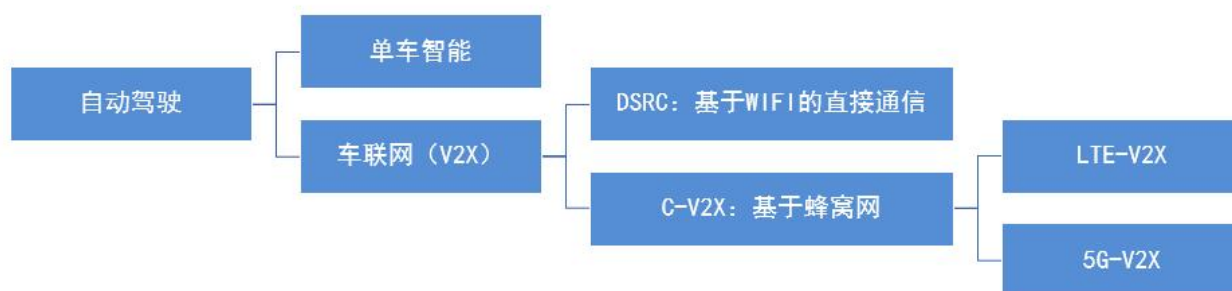 自动驾驶
单车智能
车联网（V2X）
DSRC：基于WIFI的直接通信
C-V2X：基于蜂窝网
LTE-V2X
5G-V2X